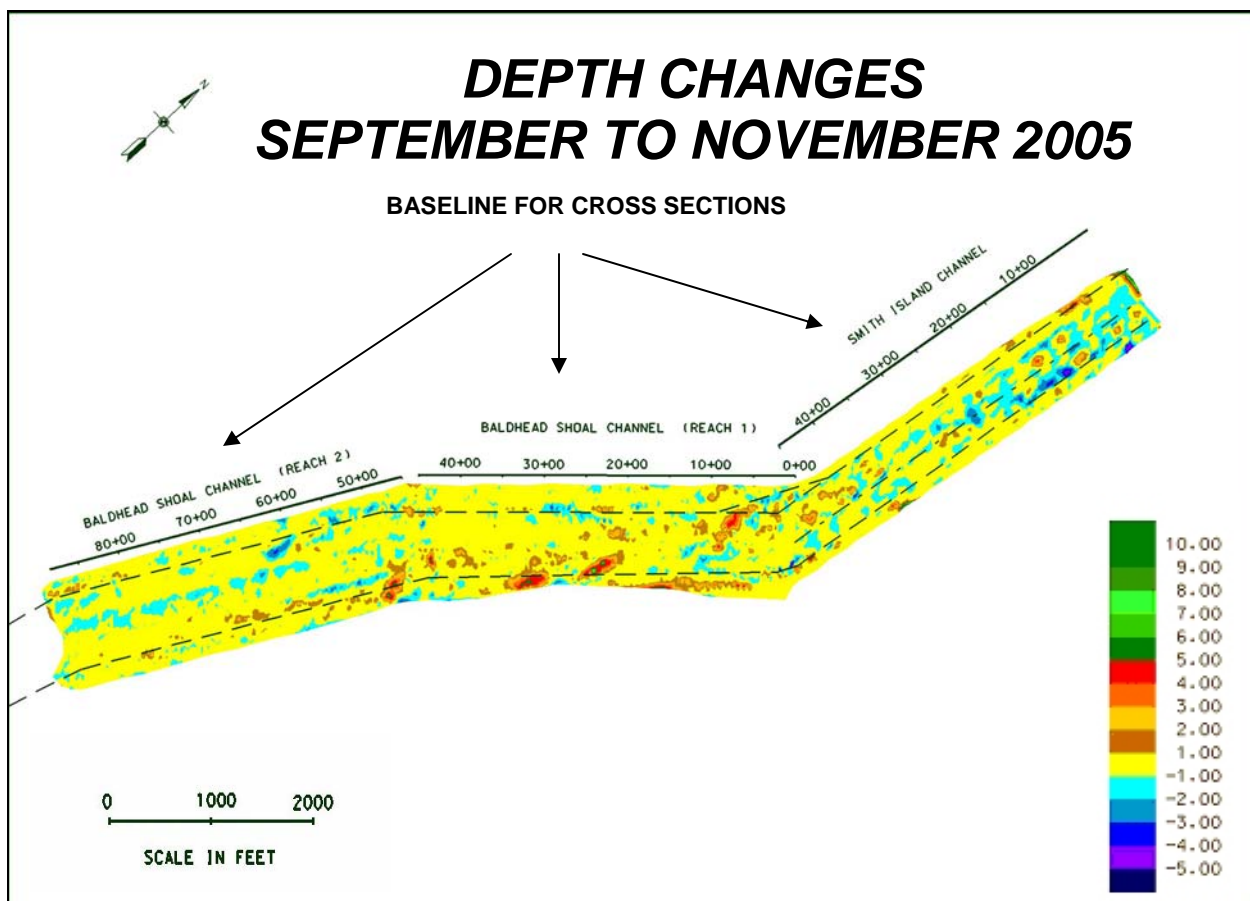 DEPTH CHANGES
SEPTEMBER TO NOVEMBER 2005
N
BASELINE FOR CROSS SECTIONS
SMITH ISLAND CHANNEL
40+00 30+00 20+00 10+00
BALDHEAD SHOAL CHANNEL (REACH 1)
40+00 30+00 20+00 10+00 0+00
BALDHEAD SHOAL CHANNEL (REACH 2)
80+00 70+00 60+00 50+00
10.00
9.00
8.00
7.00
6.00
5.00
4.00
3.00
2.00
1.00
-1.00
-2.00
-3.00
-4.00
-5.00
0 1000 2000
SCALE IN FEET